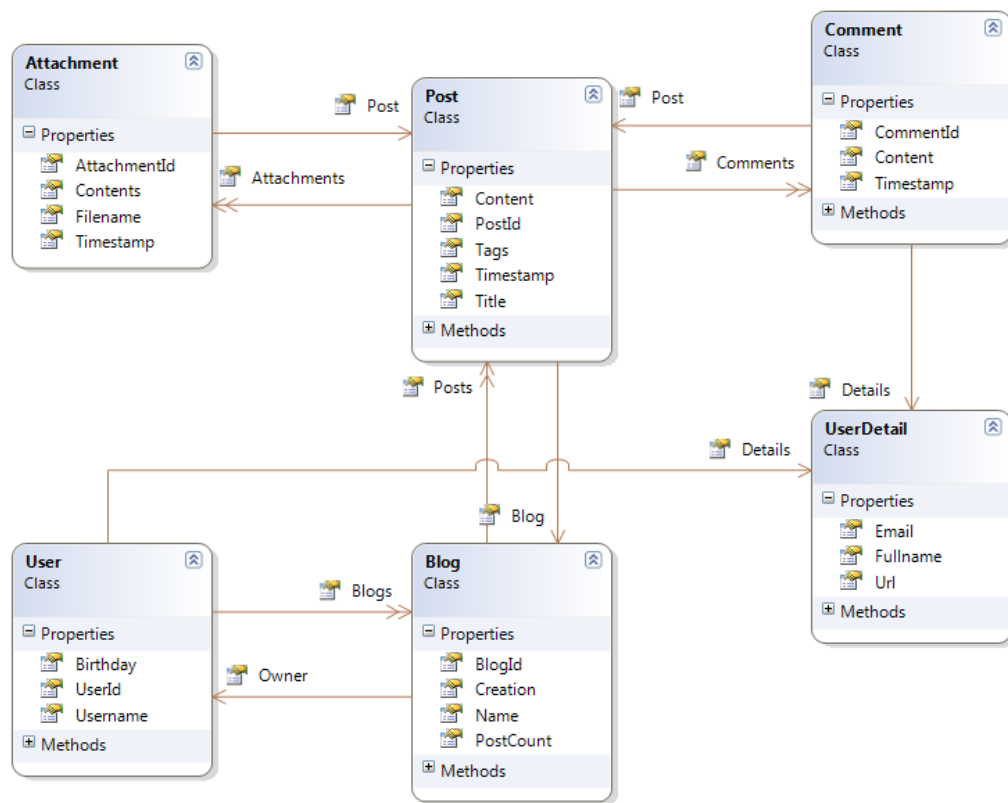 Attachment
Class
Properties
AttachmentId
Contents
Filename
Timestamp
Post
Attachments
Post
Class
Properties
Content
PostId
Tags
Timestamp
Title
Methods
Post
Comments
Comment
Class
Properties
CommentId
Content
Timestamp
Methods
Posts
Blog
Details
Details
UserDetail
Class
Properties
Email
Fullname
Url
Methods
User
Class
Properties
Birthday
UserId
Username
Methods
Blogs
Owner
Blog
Class
Properties
BlogId
Creation
Name
PostCount
Methods